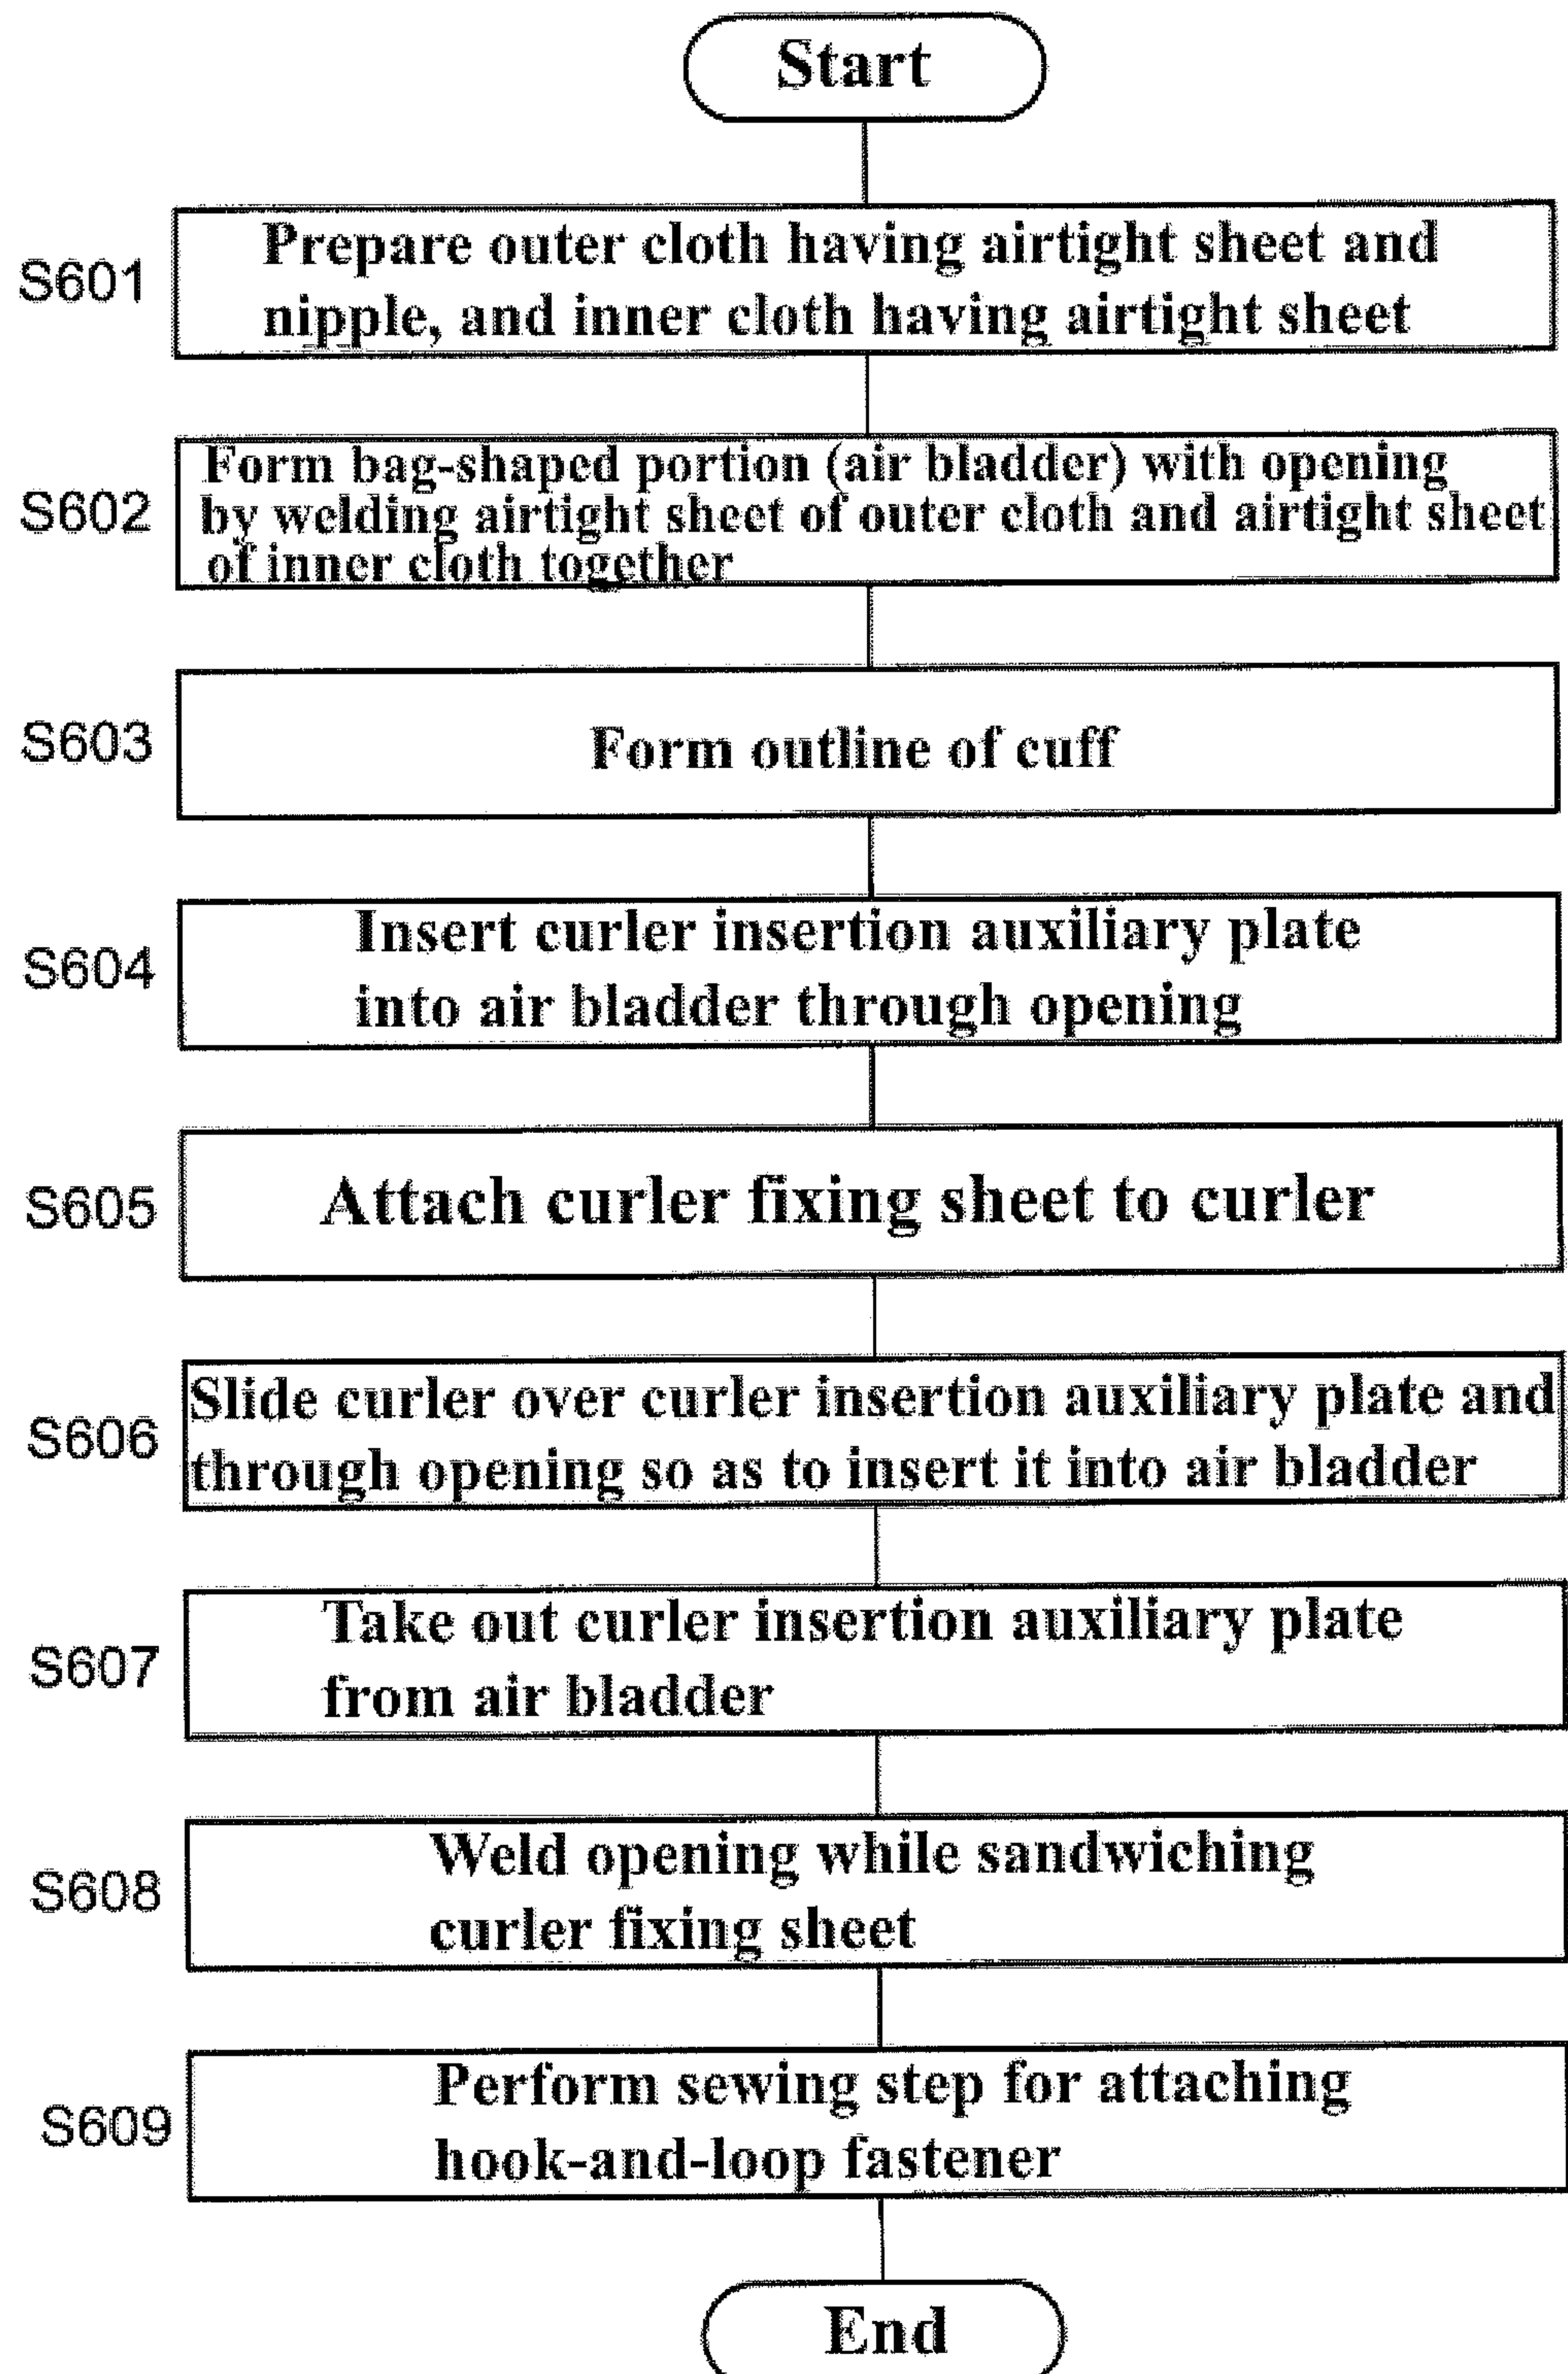 Start
S601
Prepare outer cloth having airtight sheet and
nipple, and inner cloth having airtight sheet
S602
Form bag-shaped portion (air bladder) with opening
by welding airtight sheet of outer cloth and airtight sheet
of inner cloth together
S603
Form outline of cuff
S604
Insert curler insertion auxiliary plate
into air bladder through opening
S605
Attach curler fixing sheet to curler
S606
Slide curler over curler insertion auxiliary plate and
through opening so as to insert it into air bladder
S607
Take out curler insertion auxiliary plate
from air bladder
S608
Weld opening while sandwiching
curler fixing sheet
S609
Perform sewing step for attaching
hook-and-loop fastener
End